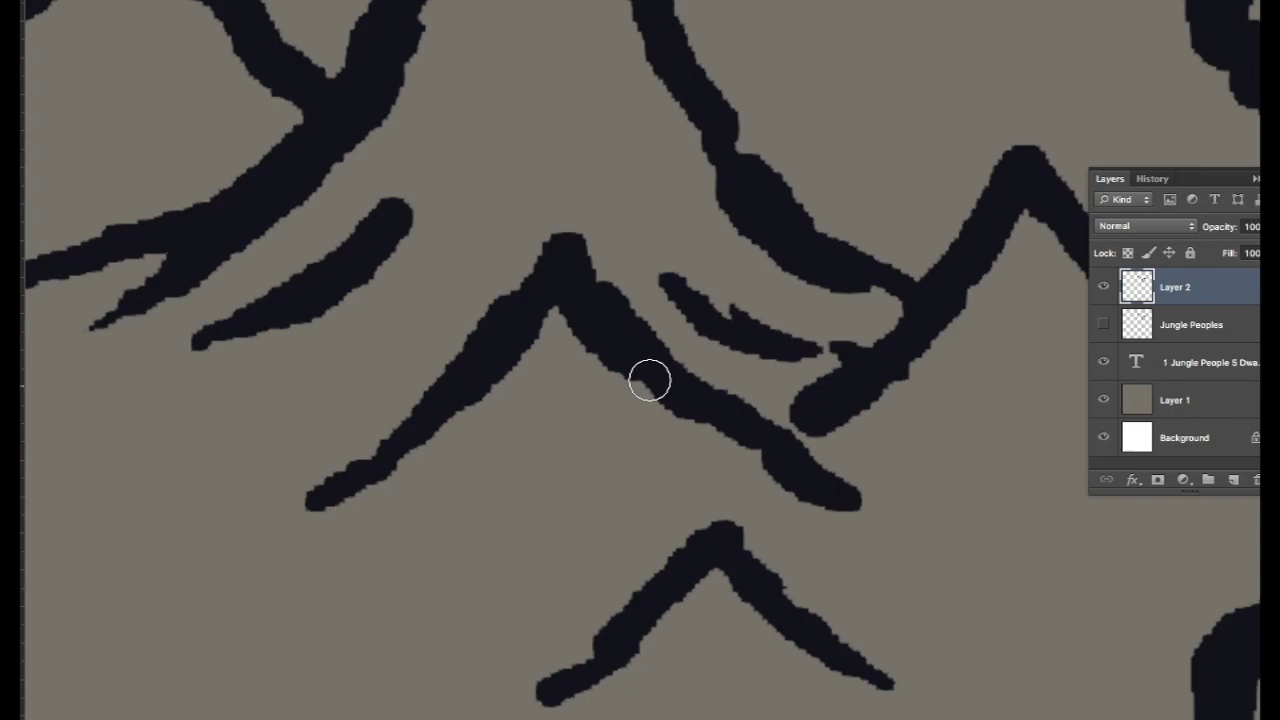 Layers History
Kind T
Normal Opacity: 100
Lock: Fill: 100
Layer 2
Jungle Peoples
T 1 Jungle People 5 Dwa...
Layer 1
Background
fx